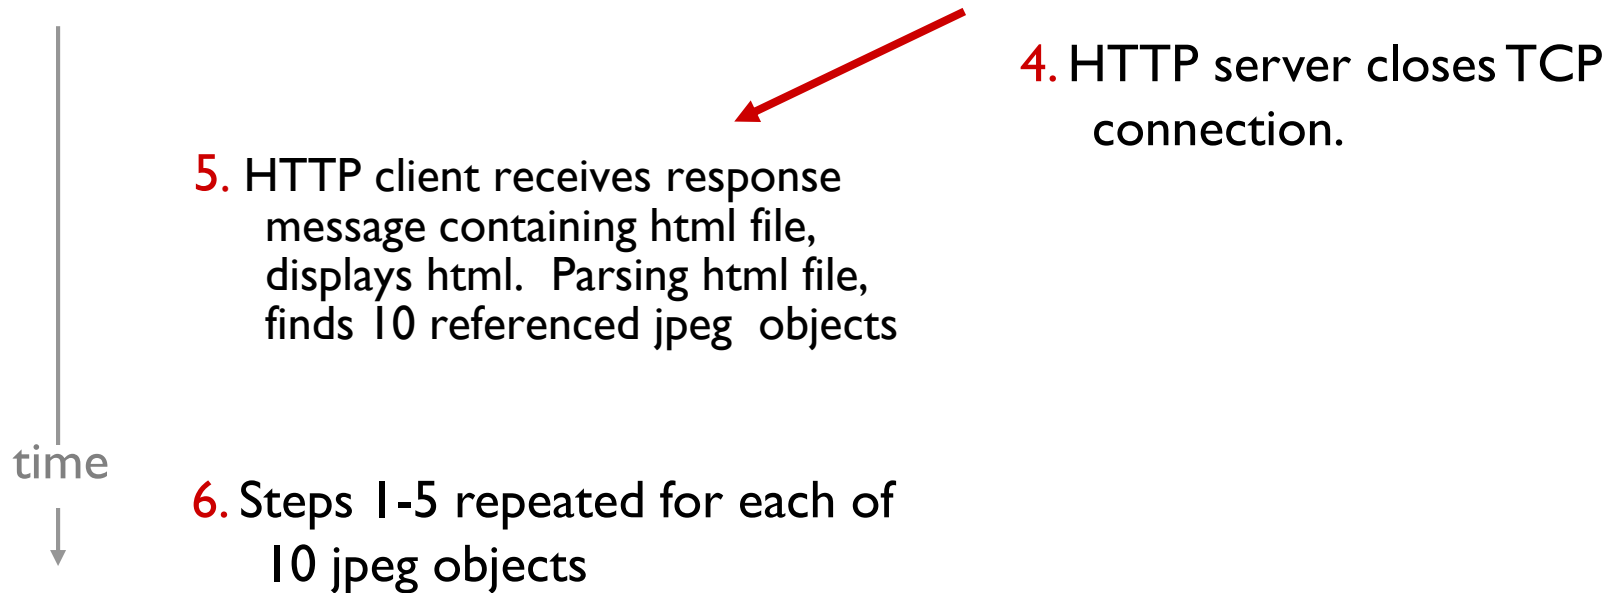 4. HTTP server closes TCP
connection.
5. HTTP client receives response
message containing html file,
displays html.  Parsing html file,
finds 10 referenced jpeg  objects
time
6. Steps 1-5 repeated for each of
10 jpeg objects